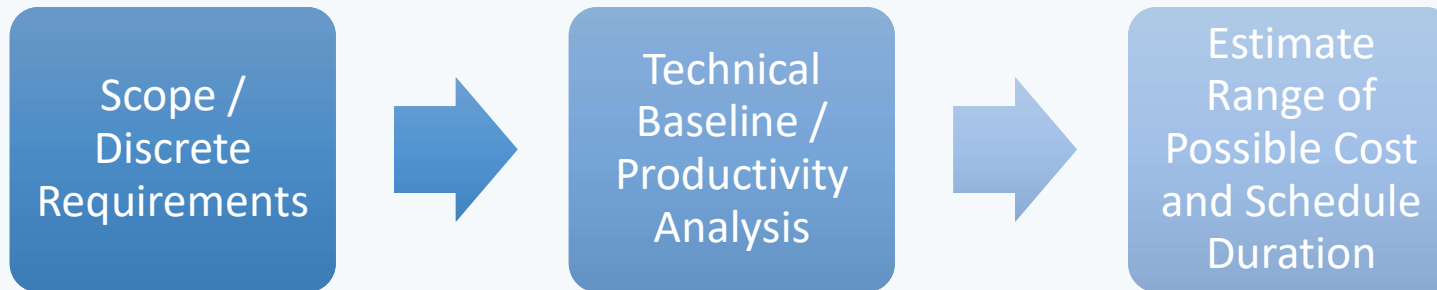 Scope /
Discrete
Requirements
Technical
Baseline /
Productivity
Analysis
Estimate
Range of
Possible Cost
and Schedule
Duration